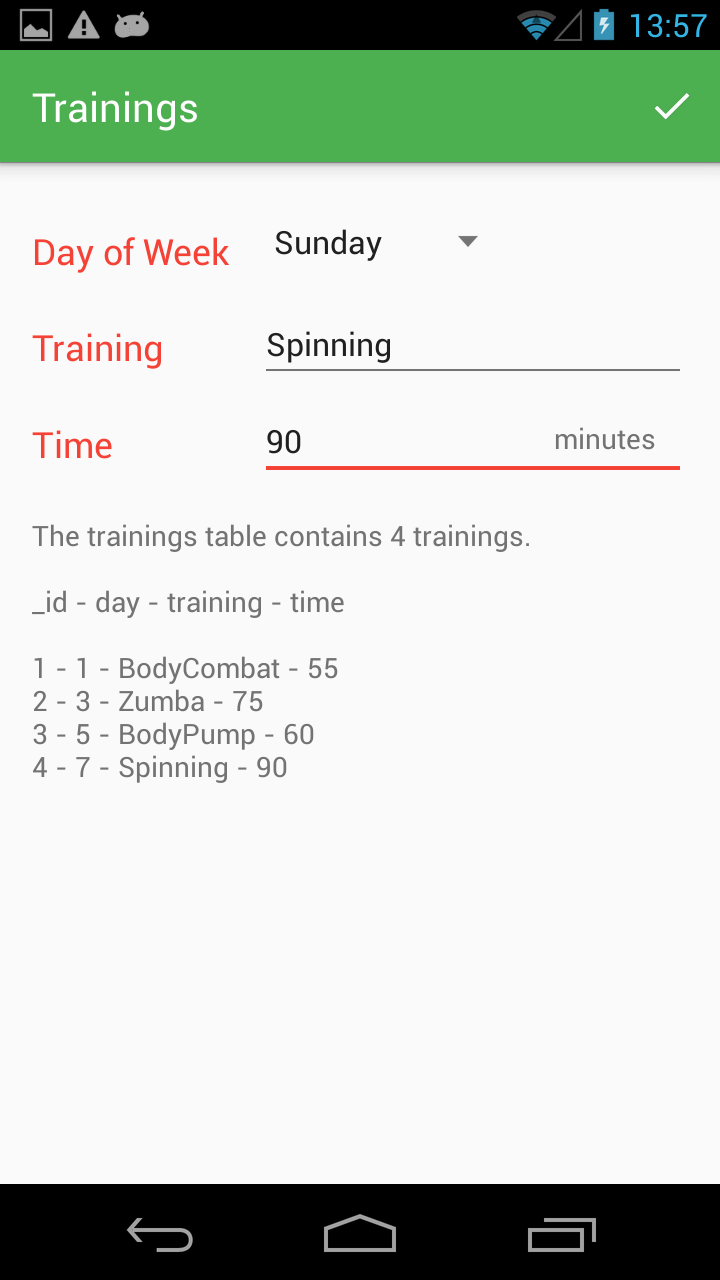 13:57
Trainings
Day of Week Sunday
Training Spinning
Time 90 minutes
The trainings table contains 4 trainings.
_id - day - training - time
1 - 1 - BodyCombat - 55
2 - 3 - Zumba - 75
3 - 5 - BodyPump - 60
4 - 7 - Spinning - 90